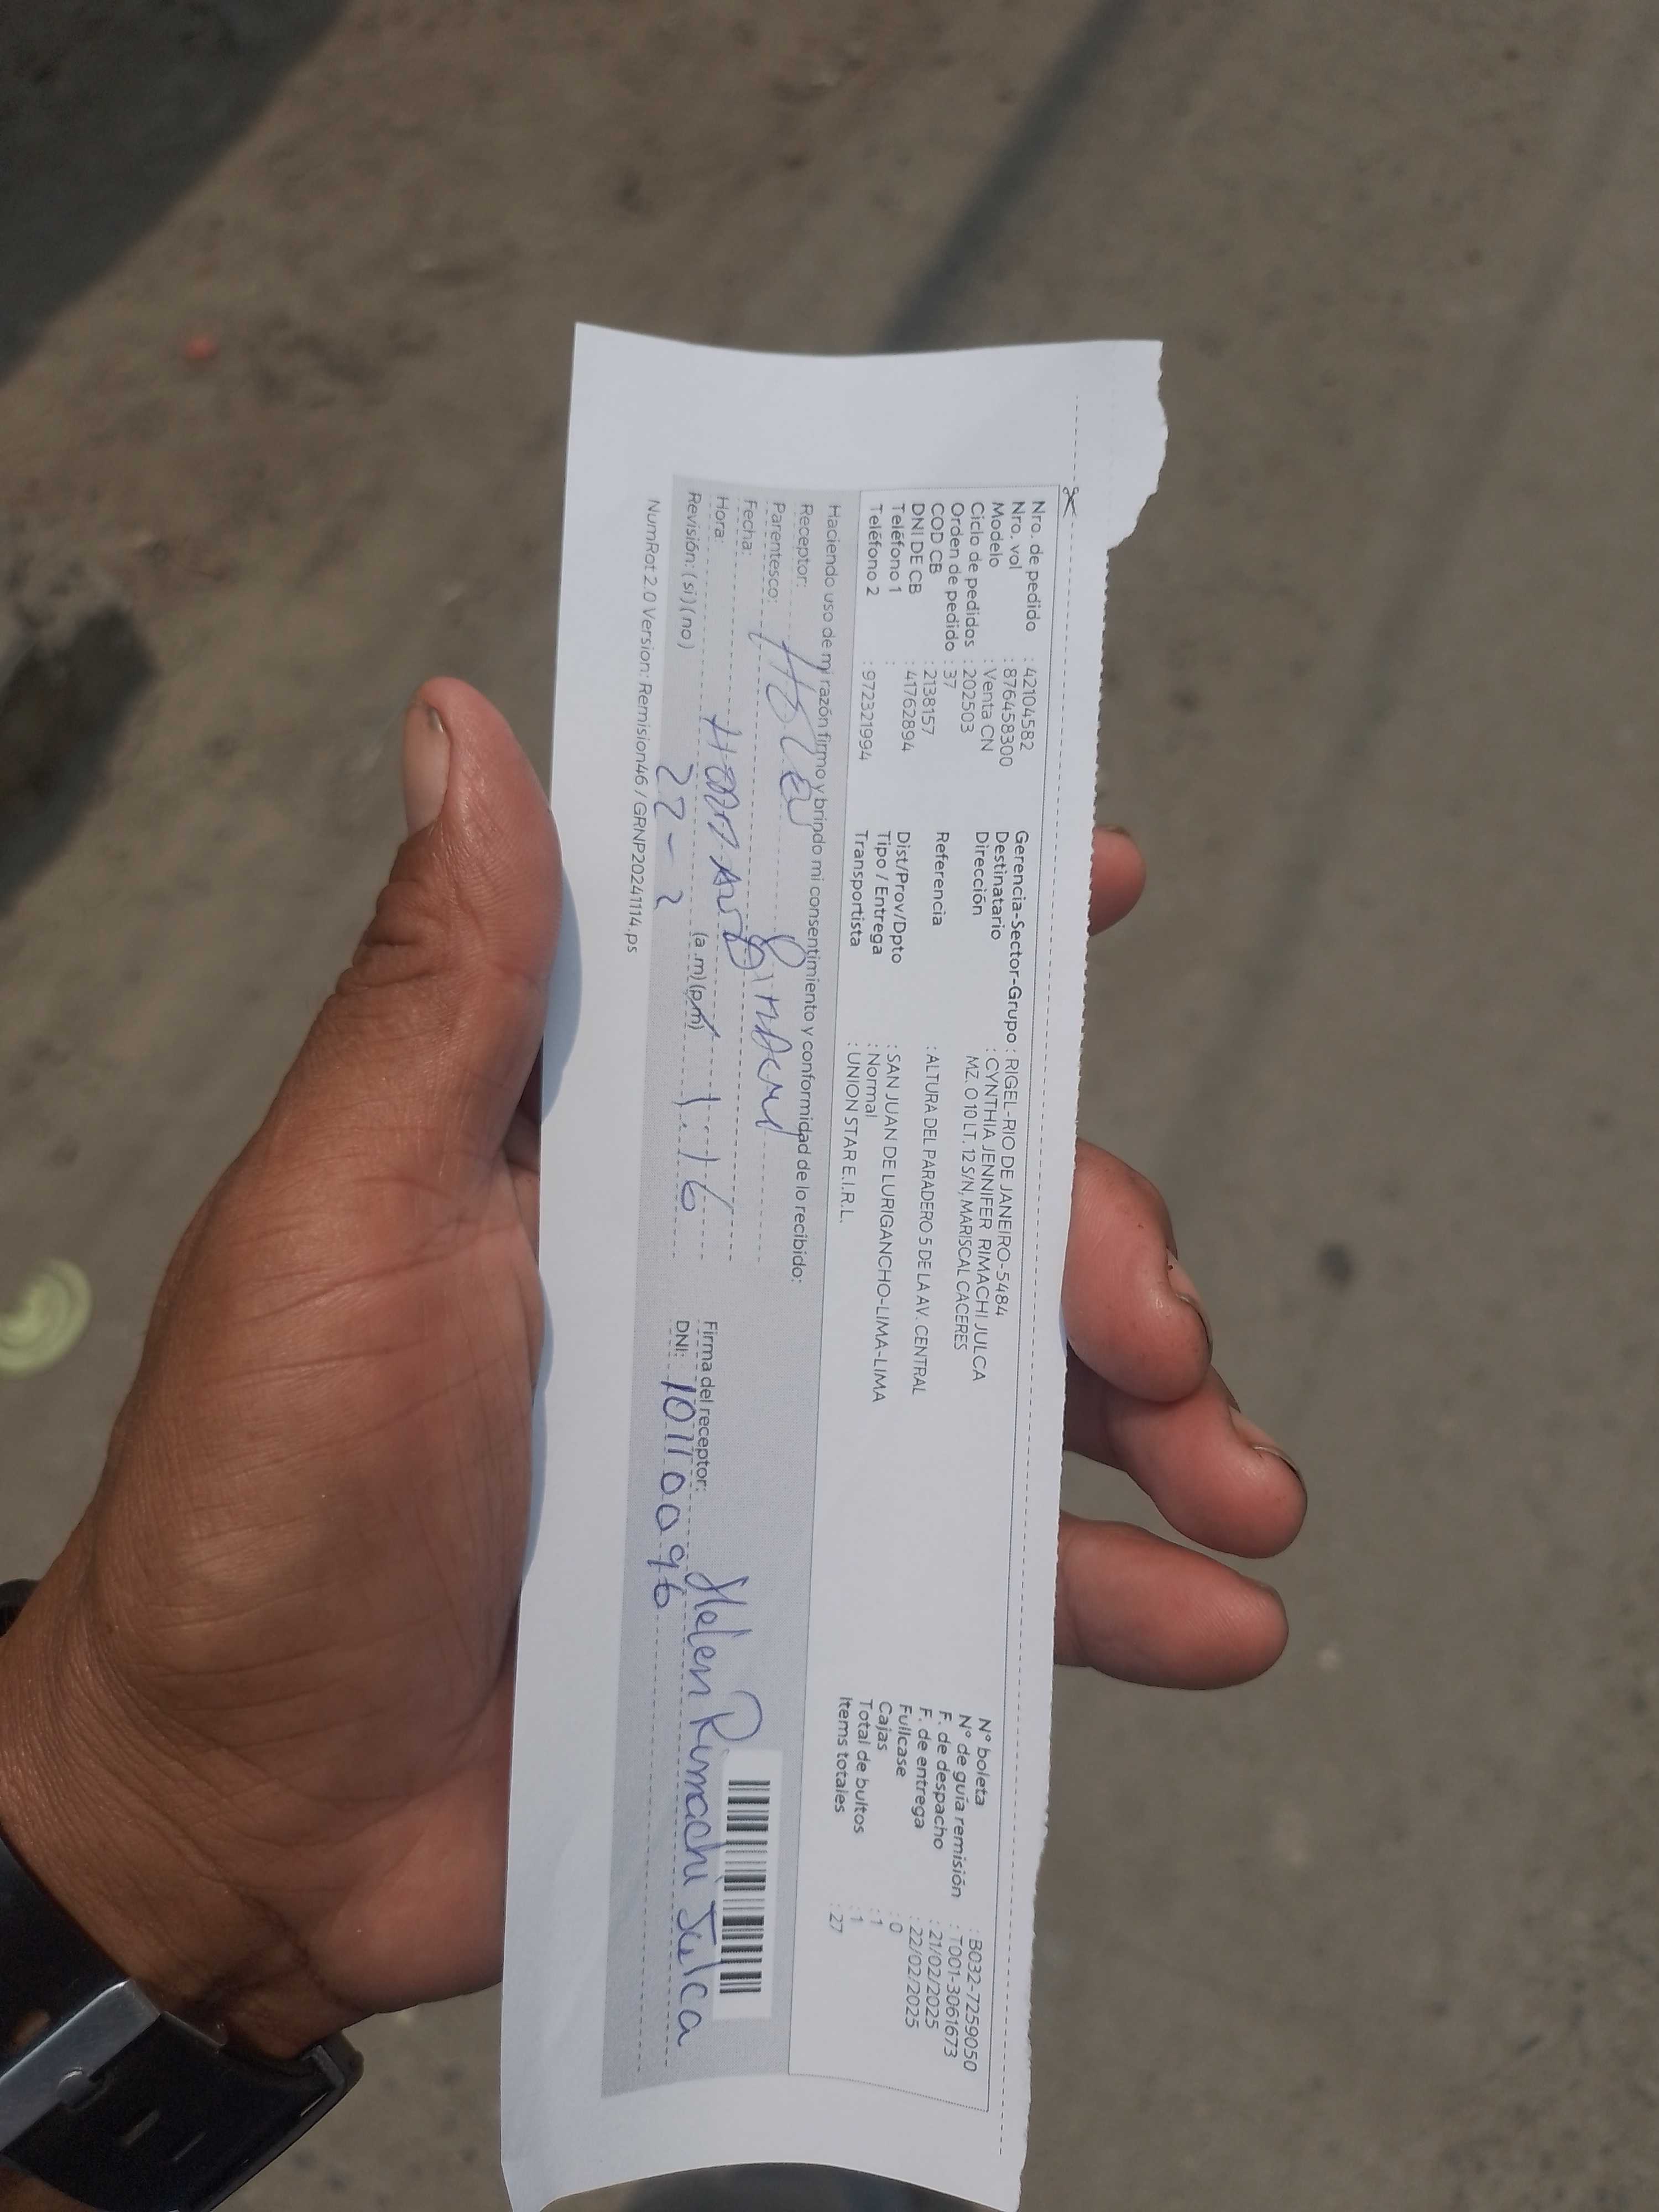 Nro. de pedido : 42104582
Nro. vol : 876458300
Modelo : Venta CN
Ciclo de pedidos : 202503
Orden de pedido : 37
COD CB : 2138157
DNI DE CB : 41762894
Teléfono 1 :
Teléfono 2 : 972321994
Gerencia-Sector-Grupo : RIGEL-RIO DE JANEIRO-5484
Destinatario : CYNTHIA JENNIFER RIMACHI JULCA
Dirección MZ. O 10 LT. 12 S/N, MARISCAL CACERES
Referencia : ALTURA DEL PARADERO 5 DE LA AV. CENTRAL
Dist/Prov/Dpto : SAN JUAN DE LURIGANCHO-LIMA-LIMA
Tipo / Entrega : Normal
Transportista : UNION STAR E.I.R.L.
N° boleta : B032-7259050
N° de guía remisión : T001-3061673
F. de despacho : 21/02/2025
F. de entrega : 22/02/2025
Fullcase : 0
Cajas : 1
Total de bultos : 1
Items totales : 27
Haciendo uso de mi razón firmo y brindo mi consentimiento y conformidad de lo recibido:
Receptor:
Parentesco:
Fecha: 22-2
Hora: (a.m)(pm) 1:16
Revisión: (si) (no)
Firma del receptor: Helen Rimachi Julca
DNI: 10110096
NumRot 2.0 Version: Remision46 / GRNP20241114.ps